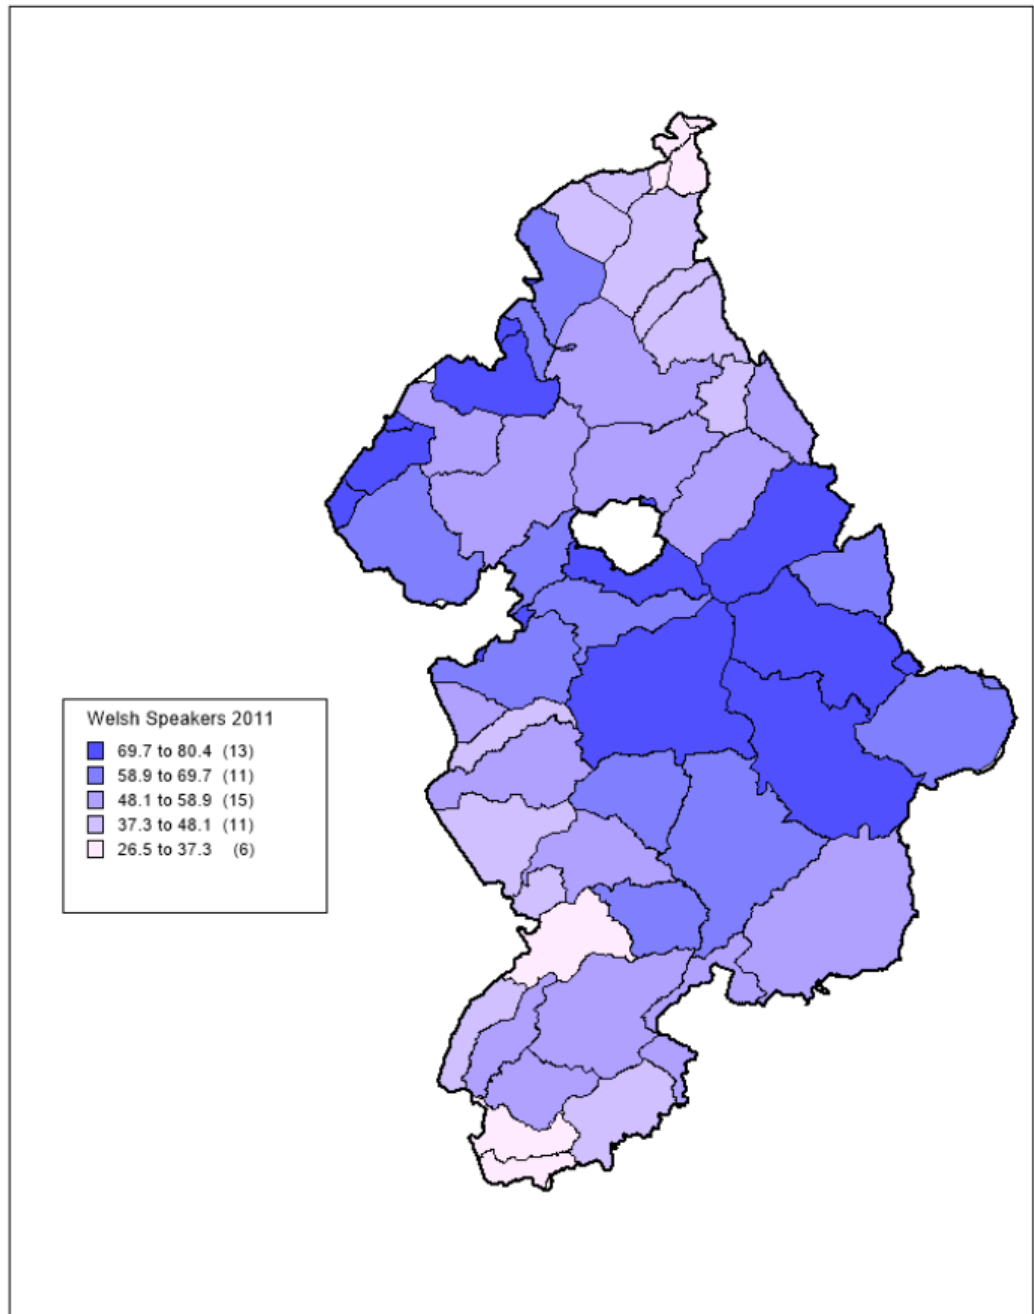 Welsh Speakers 2011
69.7 to 80.4 (13)
58.9 to 69.7 (11)
48.1 to 58.9 (15)
37.3 to 48.1 (11)
26.5 to 37.3 (6)